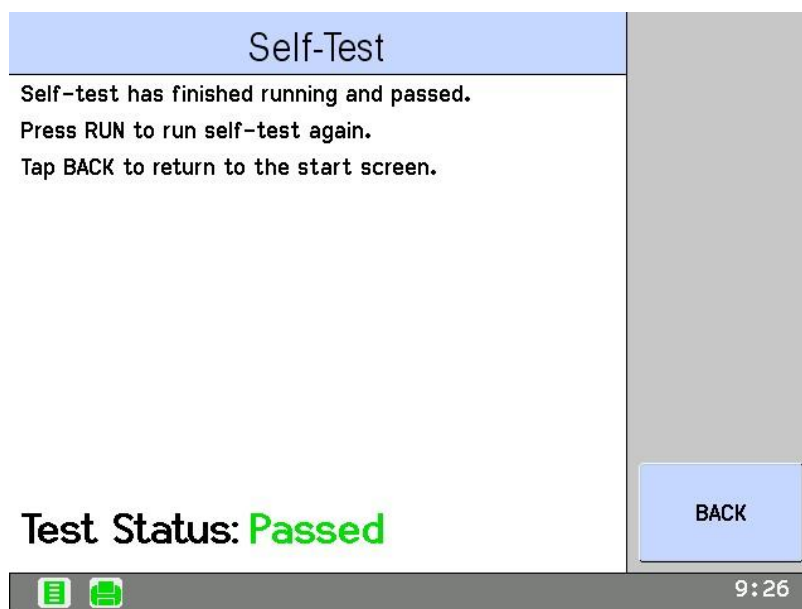 Self-Test
Self-test has finished running and passed.
Press RUN to run self-test again.
Tap BACK to return to the start screen.
Test Status: Passed
BACK
9:26